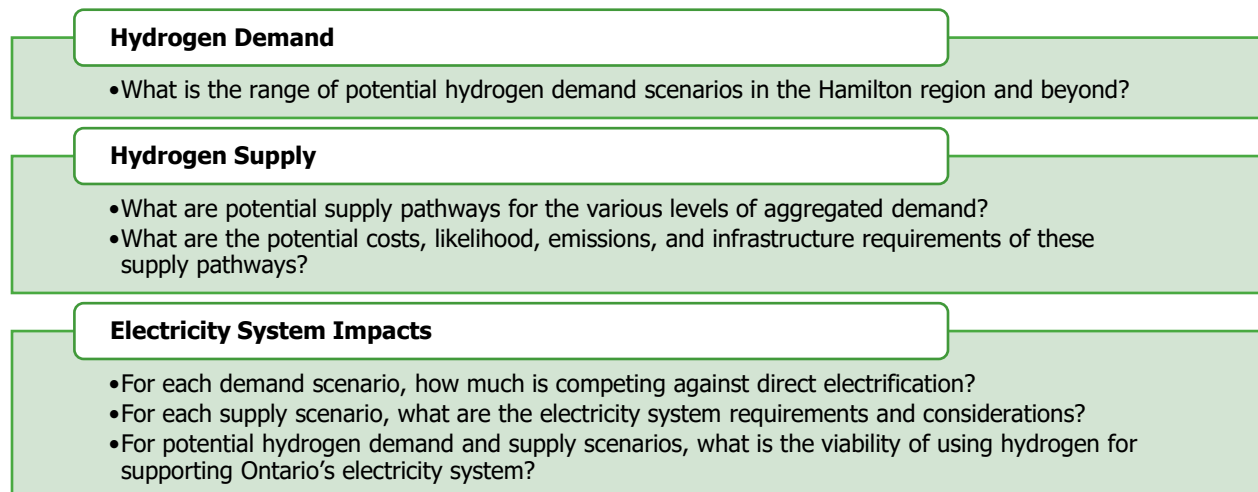 Hydrogen Demand
•What is the range of potential hydrogen demand scenarios in the Hamilton region and beyond?
Hydrogen Supply
•What are potential supply pathways for the various levels of aggregated demand?
•What are the potential costs, likelihood, emissions, and infrastructure requirements of these
supply pathways?
Electricity System Impacts
•For each demand scenario, how much is competing against direct electrification?
•For each supply scenario, what are the electricity system requirements and considerations?
•For potential hydrogen demand and supply scenarios, what is the viability of using hydrogen for
supporting Ontario’s electricity system?